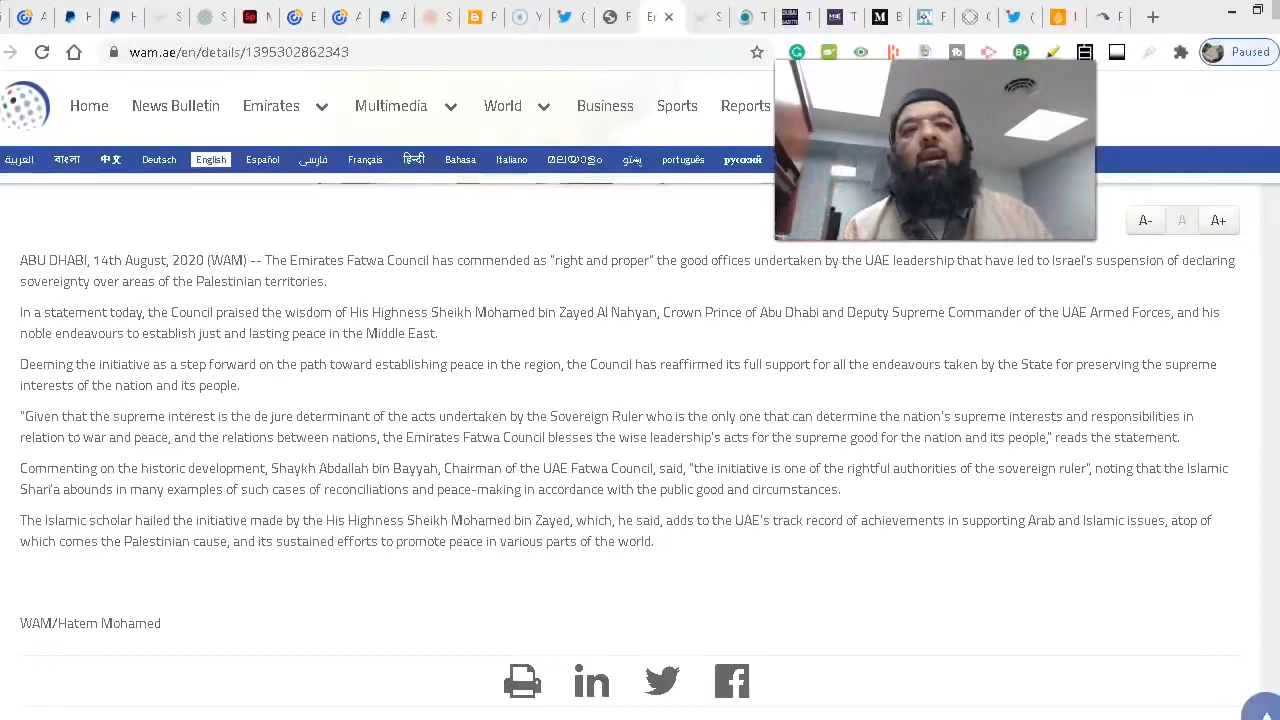 wam.ae/en/details/1395302862343
Paused
Home News Bulletin Emirates Multimedia World Business Sports Reports
العربية বাংলা 中文 Deutsch English Español فارسی Français हिन्दी Bahasa Italiano മലയാളം پښتو português русский
A- A A+
ABU DHABI, 14th August, 2020 (WAM) -- The Emirates Fatwa Council has commended as "right and proper" the good offices undertaken by the UAE leadership that have led to Israel's suspension of declaring
sovereignty over areas of the Palestinian territories.
In a statement today, the Council praised the wisdom of His Highness Sheikh Mohamed bin Zayed Al Nahyan, Crown Prince of Abu Dhabi and Deputy Supreme Commander of the UAE Armed Forces, and his
noble endeavours to establish just and lasting peace in the Middle East.
Deeming the initiative as a step forward on the path toward establishing peace in the region, the Council has reaffirmed its full support for all the endeavours taken by the State for preserving the supreme
interests of the nation and its people.
"Given that the supreme interest is the de jure determinant of the acts undertaken by the Sovereign Ruler who is the only one that can determine the nation's supreme interests and responsibilities in
relation to war and peace, and the relations between nations, the Emirates Fatwa Council blesses the wise leadership's acts for the supreme good for the nation and its people," reads the statement.
Commenting on the historic development, Shaykh Abdallah bin Bayyah, Chairman of the UAE Fatwa Council, said, "the initiative is one of the rightful authorities of the sovereign ruler", noting that the Islamic
Shari'a abounds in many examples of such cases of reconciliations and peace-making in accordance with the public good and circumstances.
The Islamic scholar hailed the initiative made by the His Highness Sheikh Mohamed bin Zayed, which, he said, adds to the UAE's track record of achievements in supporting Arab and Islamic issues, atop of
which comes the Palestinian cause, and its sustained efforts to promote peace in various parts of the world.
WAM/Hatem Mohamed